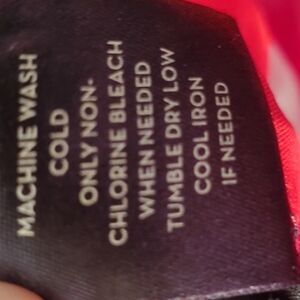 MACHINE WASH
COLD
ONLY NON-
CHLORINE BLEACH
WHEN NEEDED
TUMBLE DRY LOW
COOL IRON
IF NEEDED